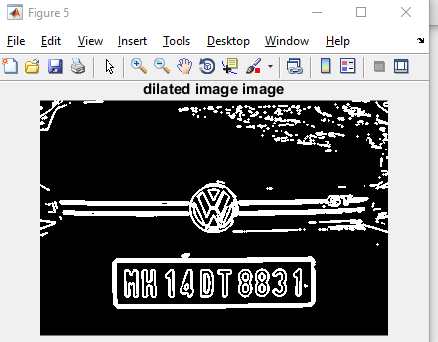 Figure 5
File Edit View Insert Tools Desktop Window Help
dilated image image
MH 14 DT 8831